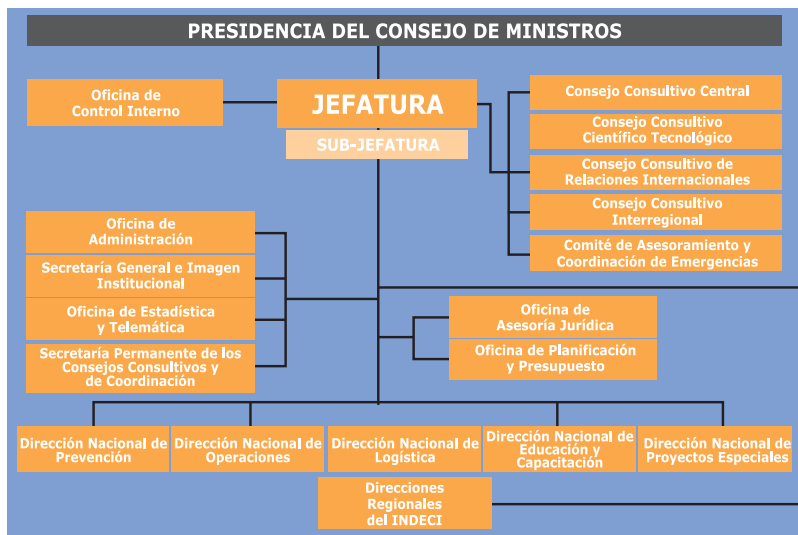 PRESIDENCIA DEL CONSEJO DE MINISTROS
Oficina de
Control Interno
JEFATURA
SUB-JEFATURA
Consejo Consultivo Central
Consejo Consultivo
Científico Tecnológico
Consejo Consultivo de
Relaciones Internacionales
Consejo Consultivo
Interregional
Comité de Asesoramiento y
Coordinación de Emergencias
Oficina de
Administración
Secretaría General e Imagen
Institucional
Oficina de Estadística
y Telemática
Secretaría Permanente de los
Consejos Consultivos y
de Coordinación
Oficina de
Asesoría Jurídica
Oficina de Planificación
y Presupuesto
Dirección Nacional de
Prevención
Dirección Nacional de
Operaciones
Dirección Nacional de
Logística
Dirección Nacional de
Educación y
Capacitación
Dirección Nacional de
Proyectos Especiales
Direcciones
Regionales
del INDECI